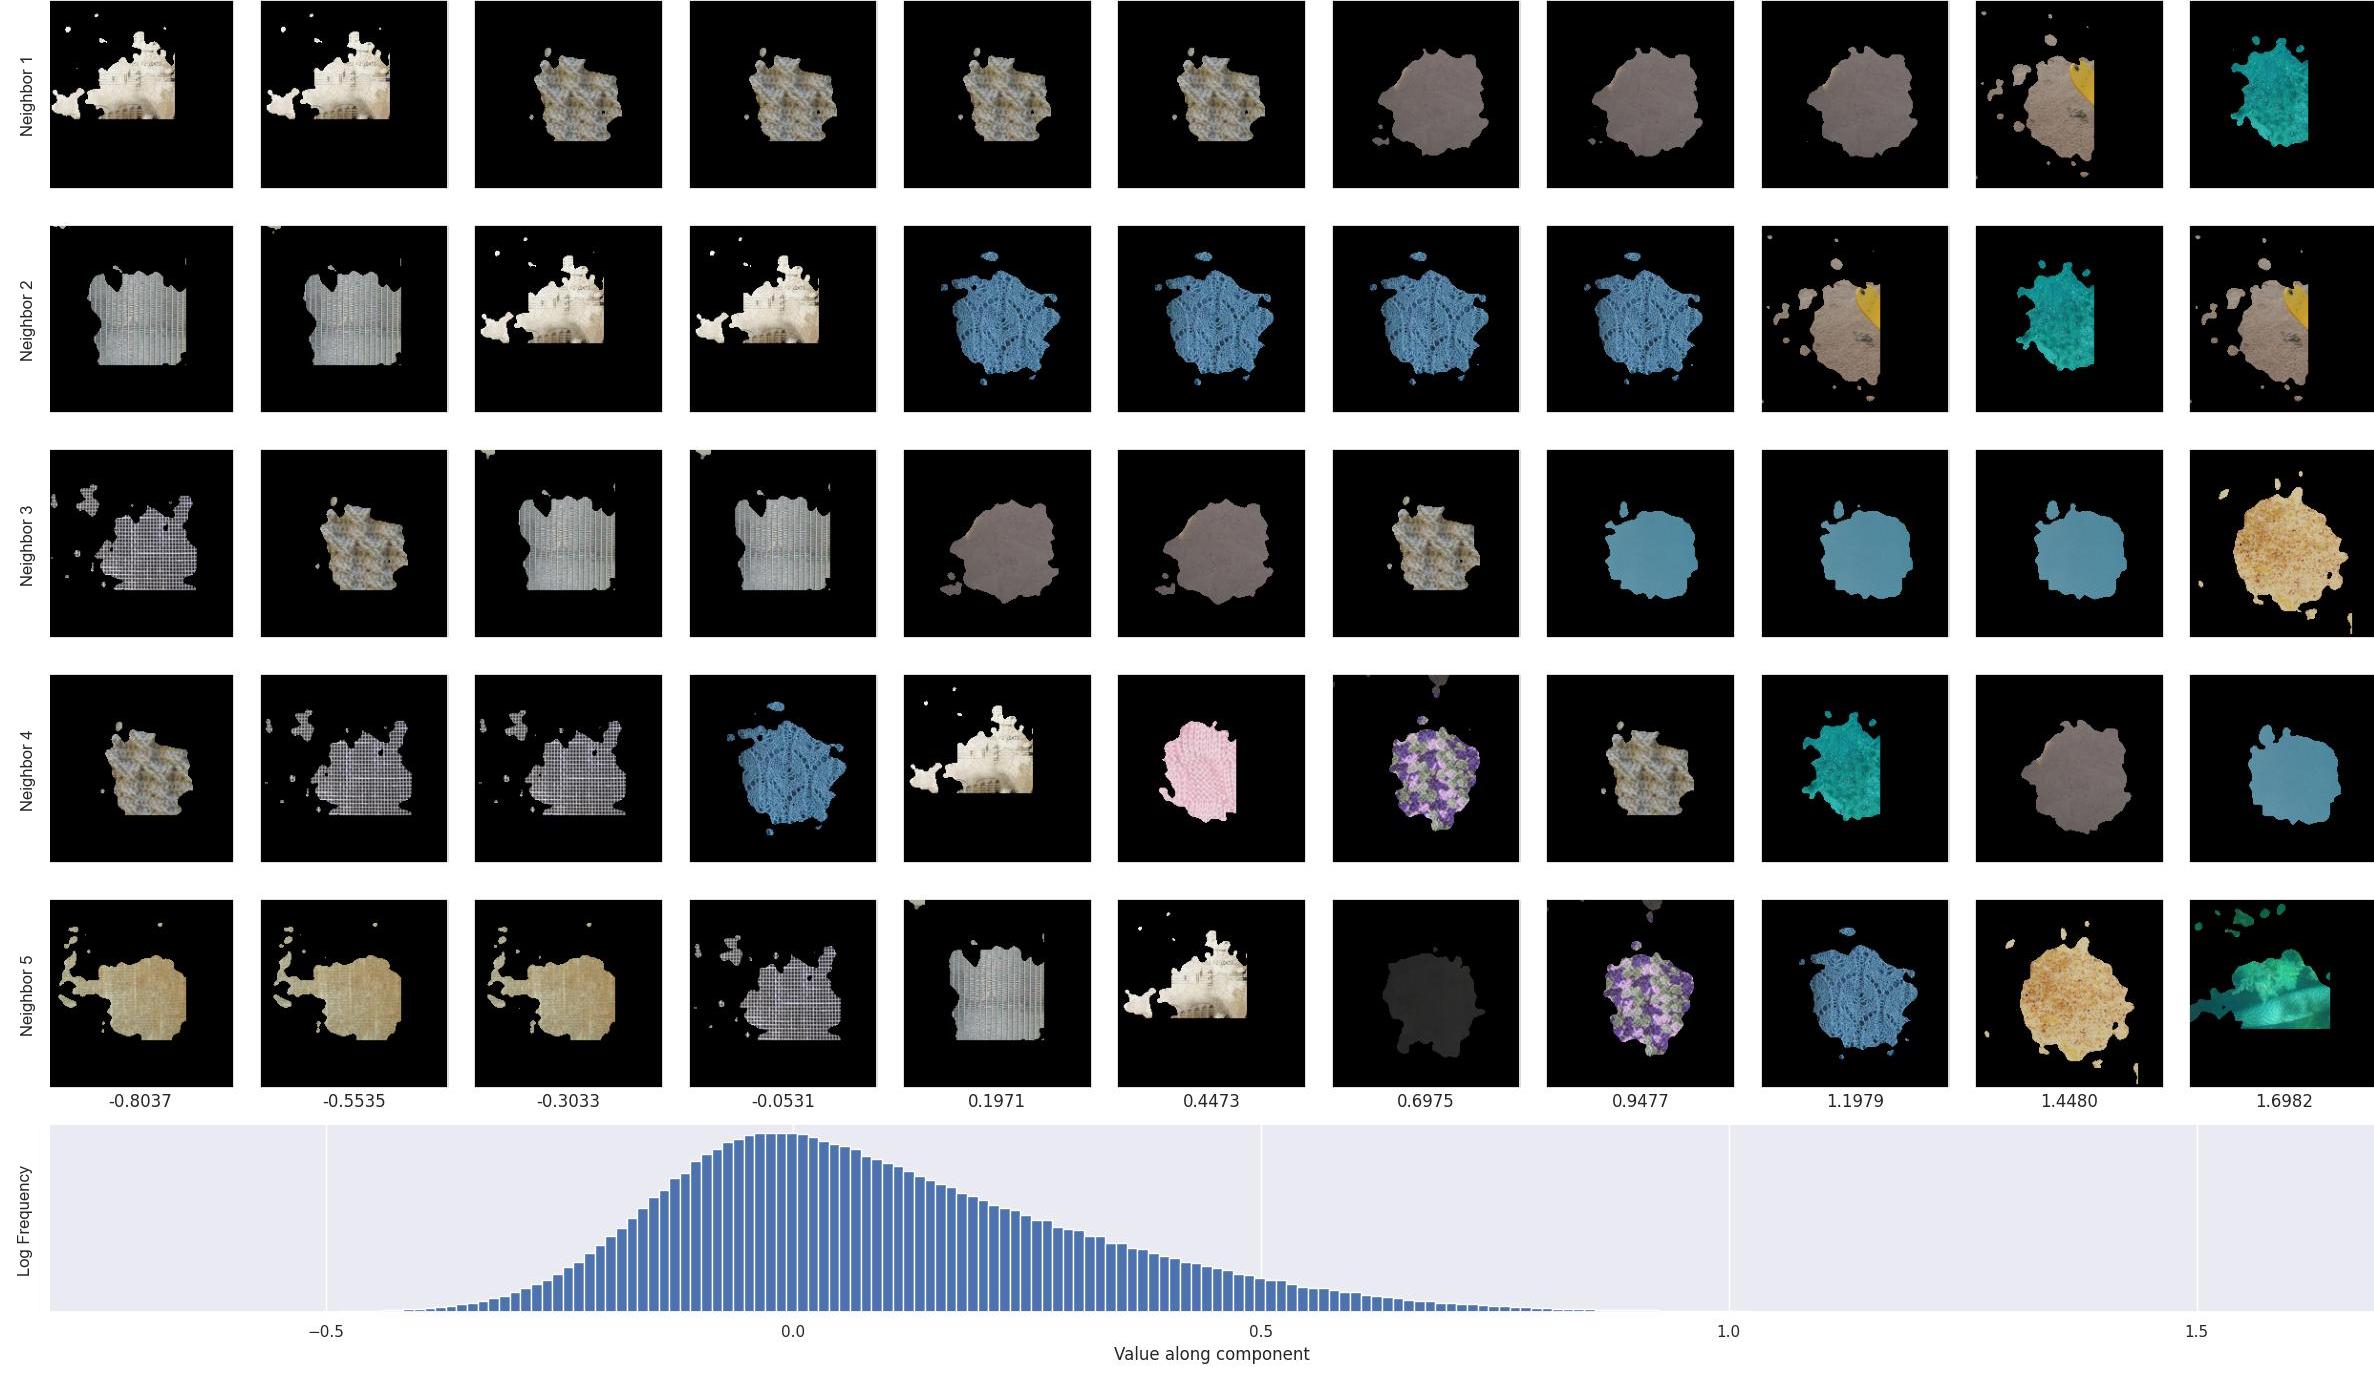 Neighbor 1
Neighbor 2
Neighbor 3
Neighbor 4
Neighbor 5
-0.8037 -0.5535 -0.3033 -0.0531 0.1971 0.4473 0.6975 0.9477 1.1979 1.4480 1.6982
Log Frequency
−0.5 0.0 0.5 1.0 1.5
Value along component